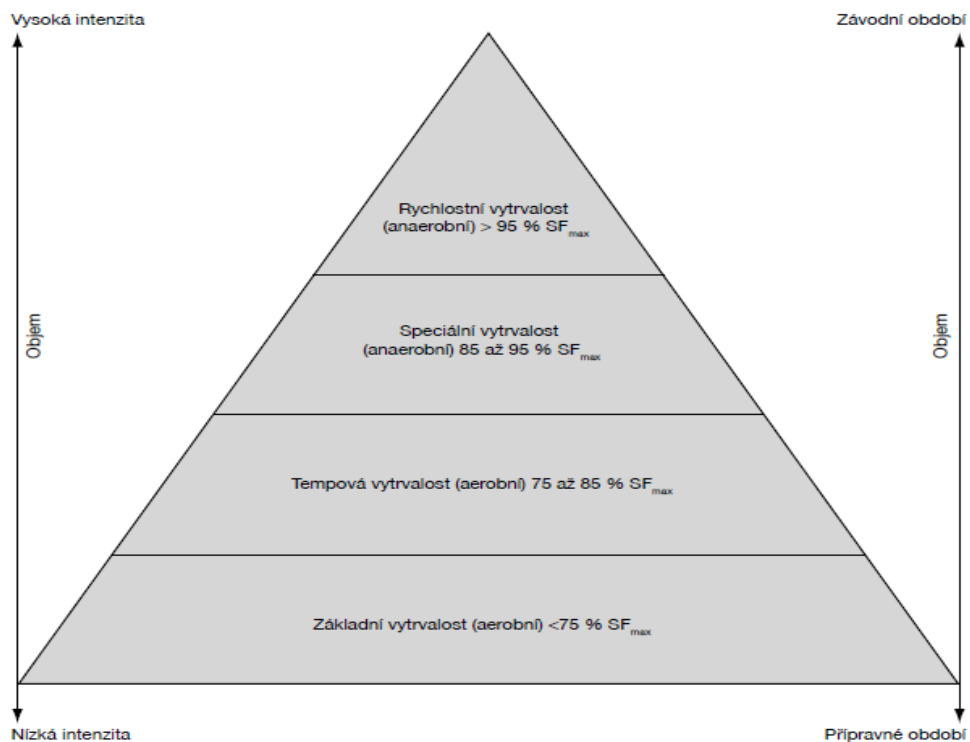 Vysoká intenzita
Závodní období
Rychlostní vytrvalost
(anaerobní) > 95 % SFmax
Objem
Speciální vytrvalost
(anaerobní) 85 až 95 % SFmax
Objem
Tempová vytrvalost (aerobní) 75 až 85 % SFmax
Základní vytrvalost (aerobní) <75 % SFmax
Nízká intenzita
Přípravné období